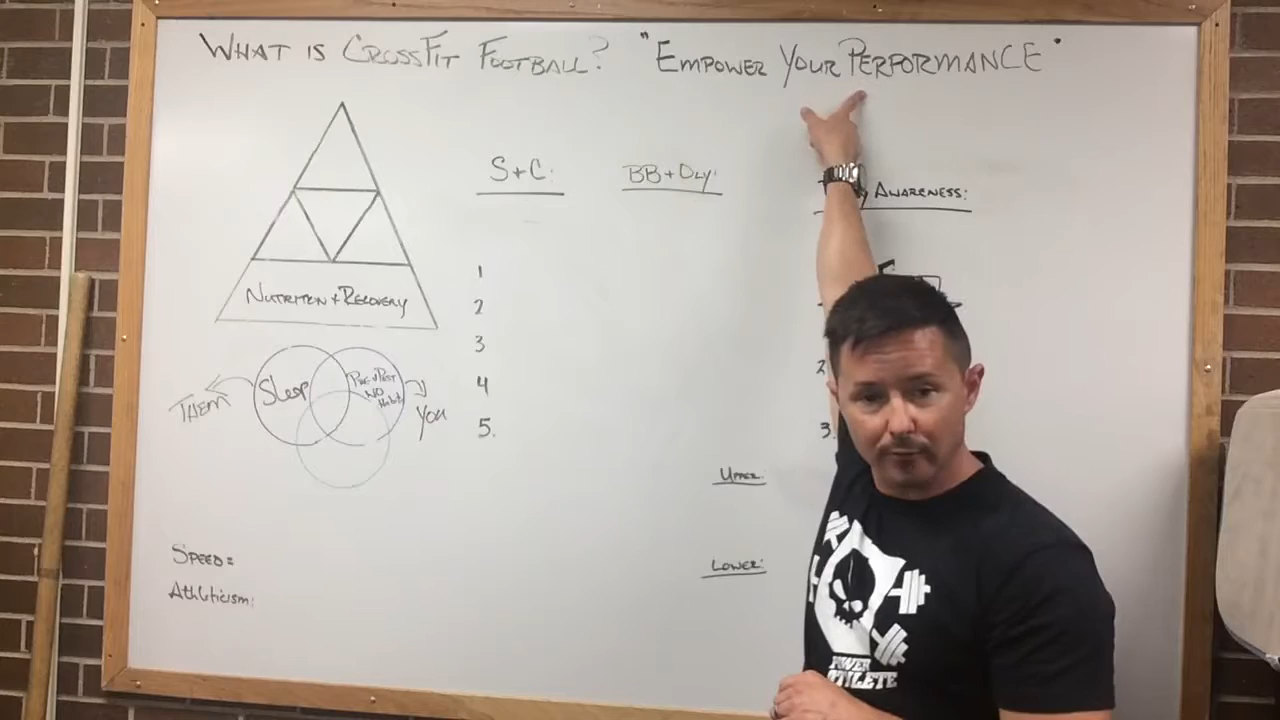 WHAT IS CROSSFIT FOOTBALL? "EMPOWER YOUR PERFORMANCE"
S+C:
BB+OLY:
AWARENESS:
1
2
3
4
5.
NUTRITION + RECOVERY
THEM
SLEEP
PRE & POST
WO
Habits
YOU
2.
3.
UPPER:
LOWER:
SPEED=
Athleticism:
POWER
ATHLETE